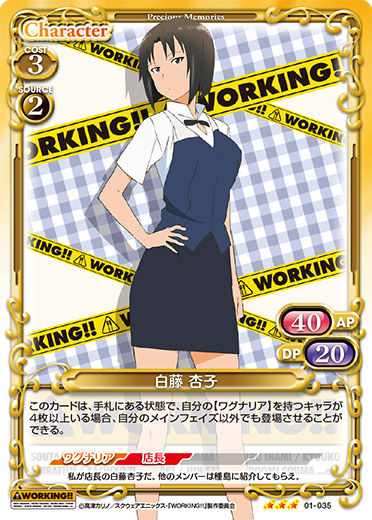 Precious Memories
Character
COST
3
SOURCE
2
WORKING!!
WORKING!!
WORKING!!
WORKING!!
WORKING!!
40 AP
DP 20
白藤 杏子
このカードは、手札にある状態で、自分の【ワグナリア】を持つキャラが
4枚以上いる場合、自分のメインフェイズ以外でも登場させることが
できる。
ワグナリア 店長
私が店長の白藤杏子だ。他のメンバーは種島に紹介してもらえ。
WORKING!!
©高津カリノ/スクウェアエニックス・「WORKING!!」製作委員会
01-035